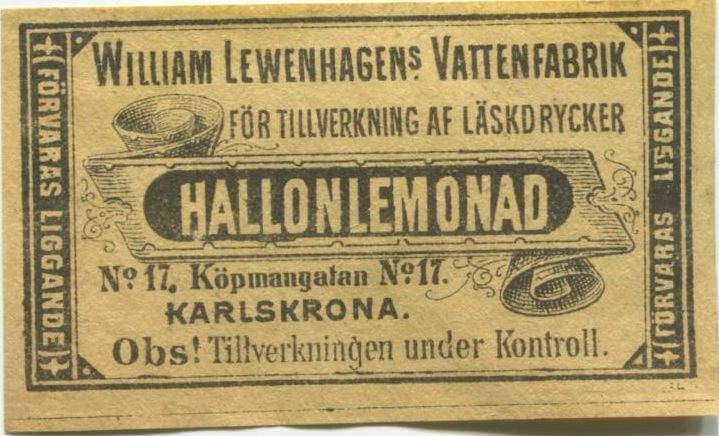 WILLIAM LEWENHAGENS VATTENFABRIK
FÖR TILLVERKNING AF LÄSKDRYCKER
HALLONLEMONAD
No 17, Köpmangatan No 17.
KARLSKRONA.
Obs! Tillverkningen under Kontroll.
FÖRVARAS LIGGANDE
FÖRVARAS LIGGANDE